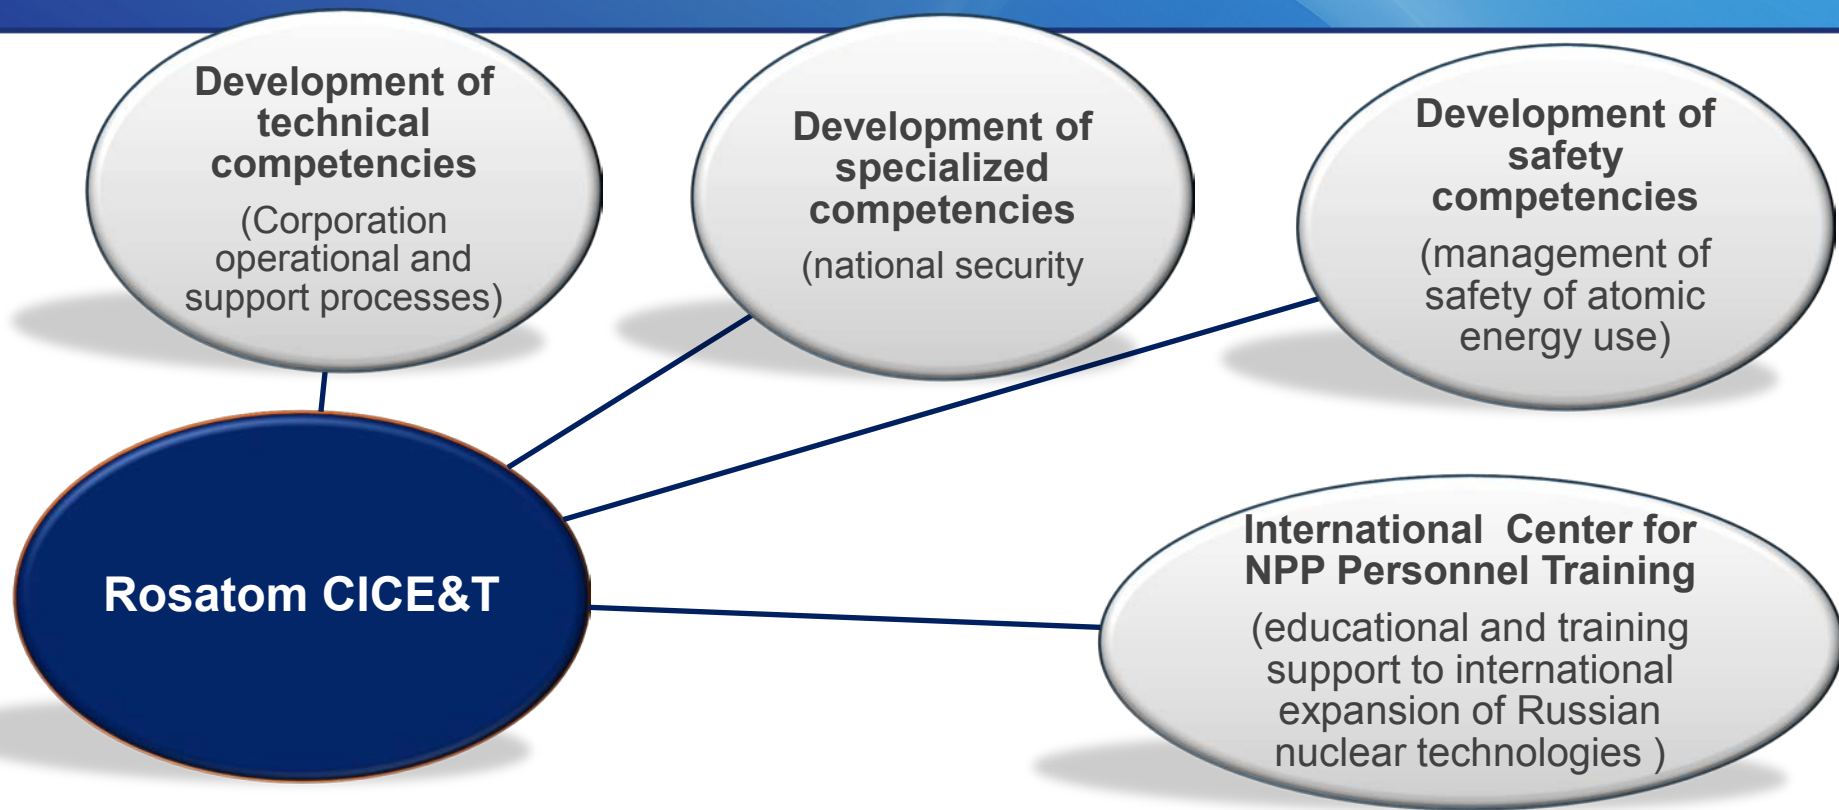 Development of
technical
competencies
(Corporation
operational and
support processes)
Development of
specialized
competencies
(national security
Development of
safety
competencies
(management of
safety of atomic
energy use)
Rosatom CICE&T
International  Center for
NPP Personnel Training
(educational and training
support to international
expansion of Russian
nuclear technologies )